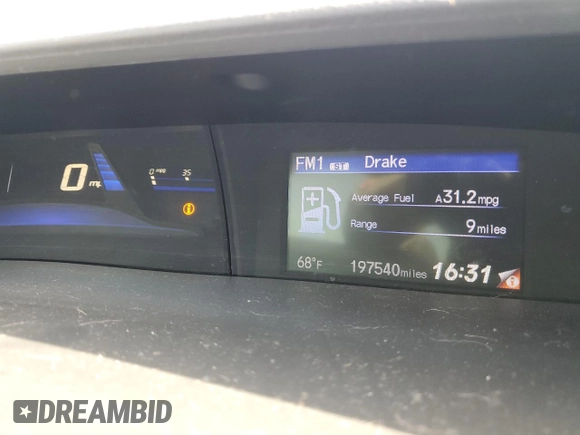 FM1 ST Drake
0 mph
0 mpg 35
Average Fuel A31.2mpg
Range 9miles
68°F 197540miles 16:31
DREAMBID